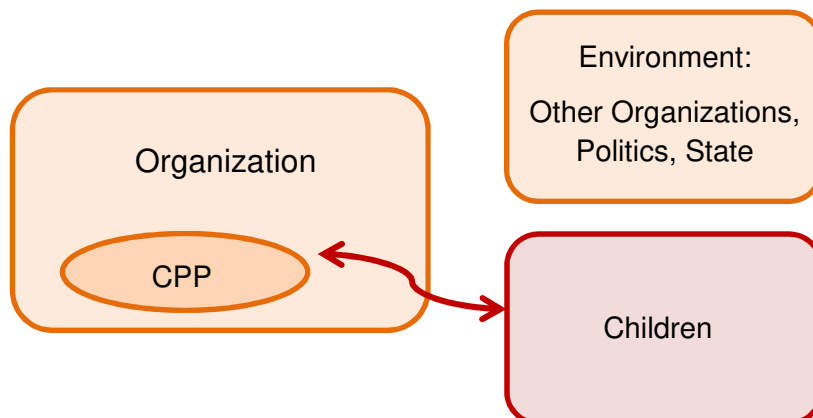 Environment:
Other Organizations,
Politics, State
Organization
CPP
Children